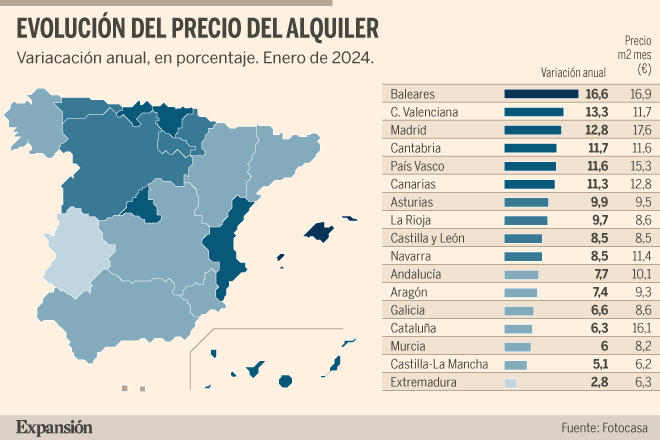 EVOLUCIÓN DEL PRECIO DEL ALQUILER
Variacación anual, en porcentaje. Enero de 2024.
Variación anual
Precio
m2 mes
(€)
Baleares 16,6 16,9
C. Valenciana 13,3 11,7
Madrid 12,8 17,6
Cantabria 11,7 11,6
País Vasco 11,6 15,3
Canarias 11,3 12,8
Asturias 9,9 9,5
La Rioja 9,7 8,6
Castilla y León 8,5 8,5
Navarra 8,5 11,4
Andalucía 7,7 10,1
Aragón 7,4 9,3
Galicia 6,6 8,6
Cataluña 6,3 16,1
Murcia 6 8,2
Castilla-La Mancha 5,1 6,2
Extremadura 2,8 6,3
Expansión
Fuente: Fotocasa